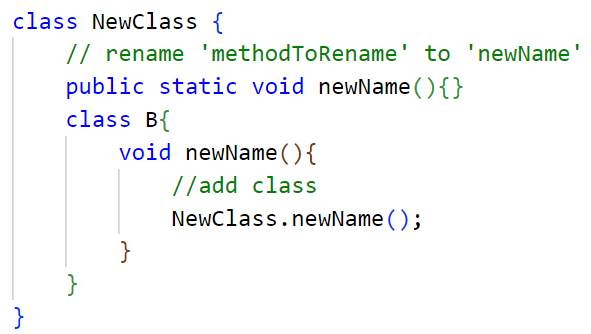 class NewClass {
    // rename 'methodToRename' to 'newName'
    public static void newName(){}
    class B{
        void newName(){
            //add class
            NewClass.newName();
        }
    }
}